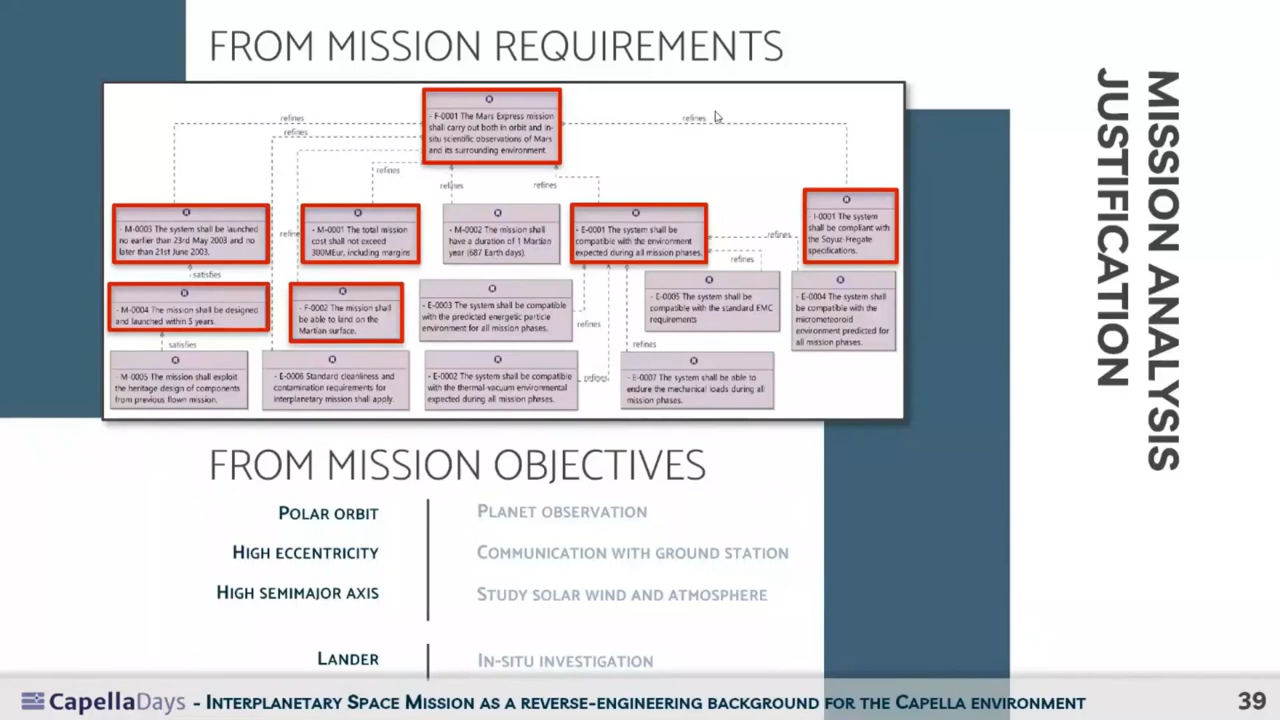 FROM MISSION REQUIREMENTS
MISSION ANALYSIS
JUSTIFICATION
- F-0001 The Mars Express mission
shall carry out both in orbit and in-
situ scientific observations of Mars
and its surrounding environment.
refines
refines
refines
refines
refines
refines
- M-0003 The system shall be launched
no earlier than 23rd May 2003 and no
later than 21st June 2003.
refines
- M-0001 The total mission
cost shall not exceed
300MEur, including margins
- M-0002 The mission shall
have a duration of 1 Martian
year (687 Earth days).
- E-0001 The system shall be
compatible with the environment
expected during all mission phases.
refines
refines
- I-0001 The system
shall be compliant with
the Soyuz-Fregate
specifications.
satisfies
- M-0004 The mission shall be designed
and launched within 5 years.
- F-0002 The mission shall
be able to land on the
Martian surface.
- E-0003 The system shall be compatible
with the predicted energetic particle
environment for all mission phases.
refines
- E-0005 The system shall be
compatible with the standard EMC
requirements
- E-0004 The system shall
be compatible with the
micrometeoroid
environment predicted for
all mission phases.
satisfies
refines
- M-0005 The mission shall exploit
the heritage design of components
from previous flown mission.
- E-0006 Standard cleanliness and
contamination requirements for
interplanetary mission shall apply.
- E-0002 The system shall be compatible
with the thermal-vacuum environmental
expected during all mission phases.
refines
- E-0007 The system shall be able to
endure the mechanical loads during all
mission phases.
FROM MISSION OBJECTIVES
POLAR ORBIT
PLANET OBSERVATION
HIGH ECCENTRICITY
COMMUNICATION WITH GROUND STATION
HIGH SEMIMAJOR AXIS
STUDY SOLAR WIND AND ATMOSPHERE
LANDER
IN-SITU INVESTIGATION
CapellaDays - INTERPLANETARY SPACE MISSION AS A REVERSE-ENGINEERING BACKGROUND FOR THE CAPELLA ENVIRONMENT
39